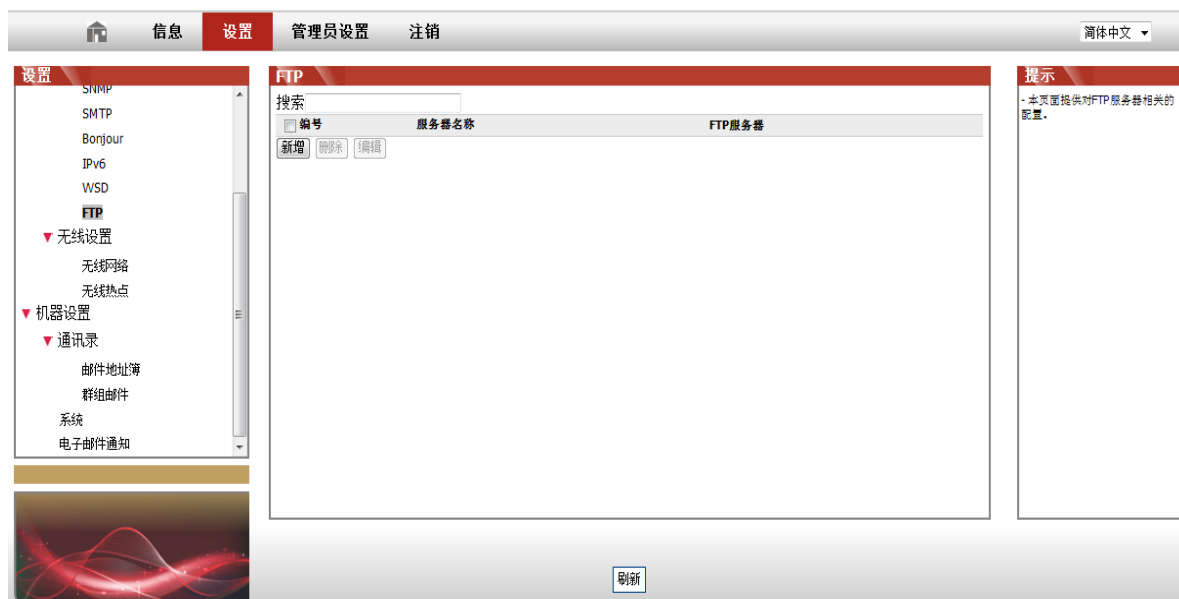 信息 设置 管理员设置 注销 简体中文
设置
SNMP
SMTP
Bonjour
IPv6
WSD
FTP
无线设置
无线网络
无线热点
机器设置
通讯录
邮件地址簿
群组邮件
系统
电子邮件通知
FTP
搜索
编号 服务器名称 FTP服务器
新增 删除 编辑
提示
- 本页面提供对FTP服务器相关的
配置。
刷新